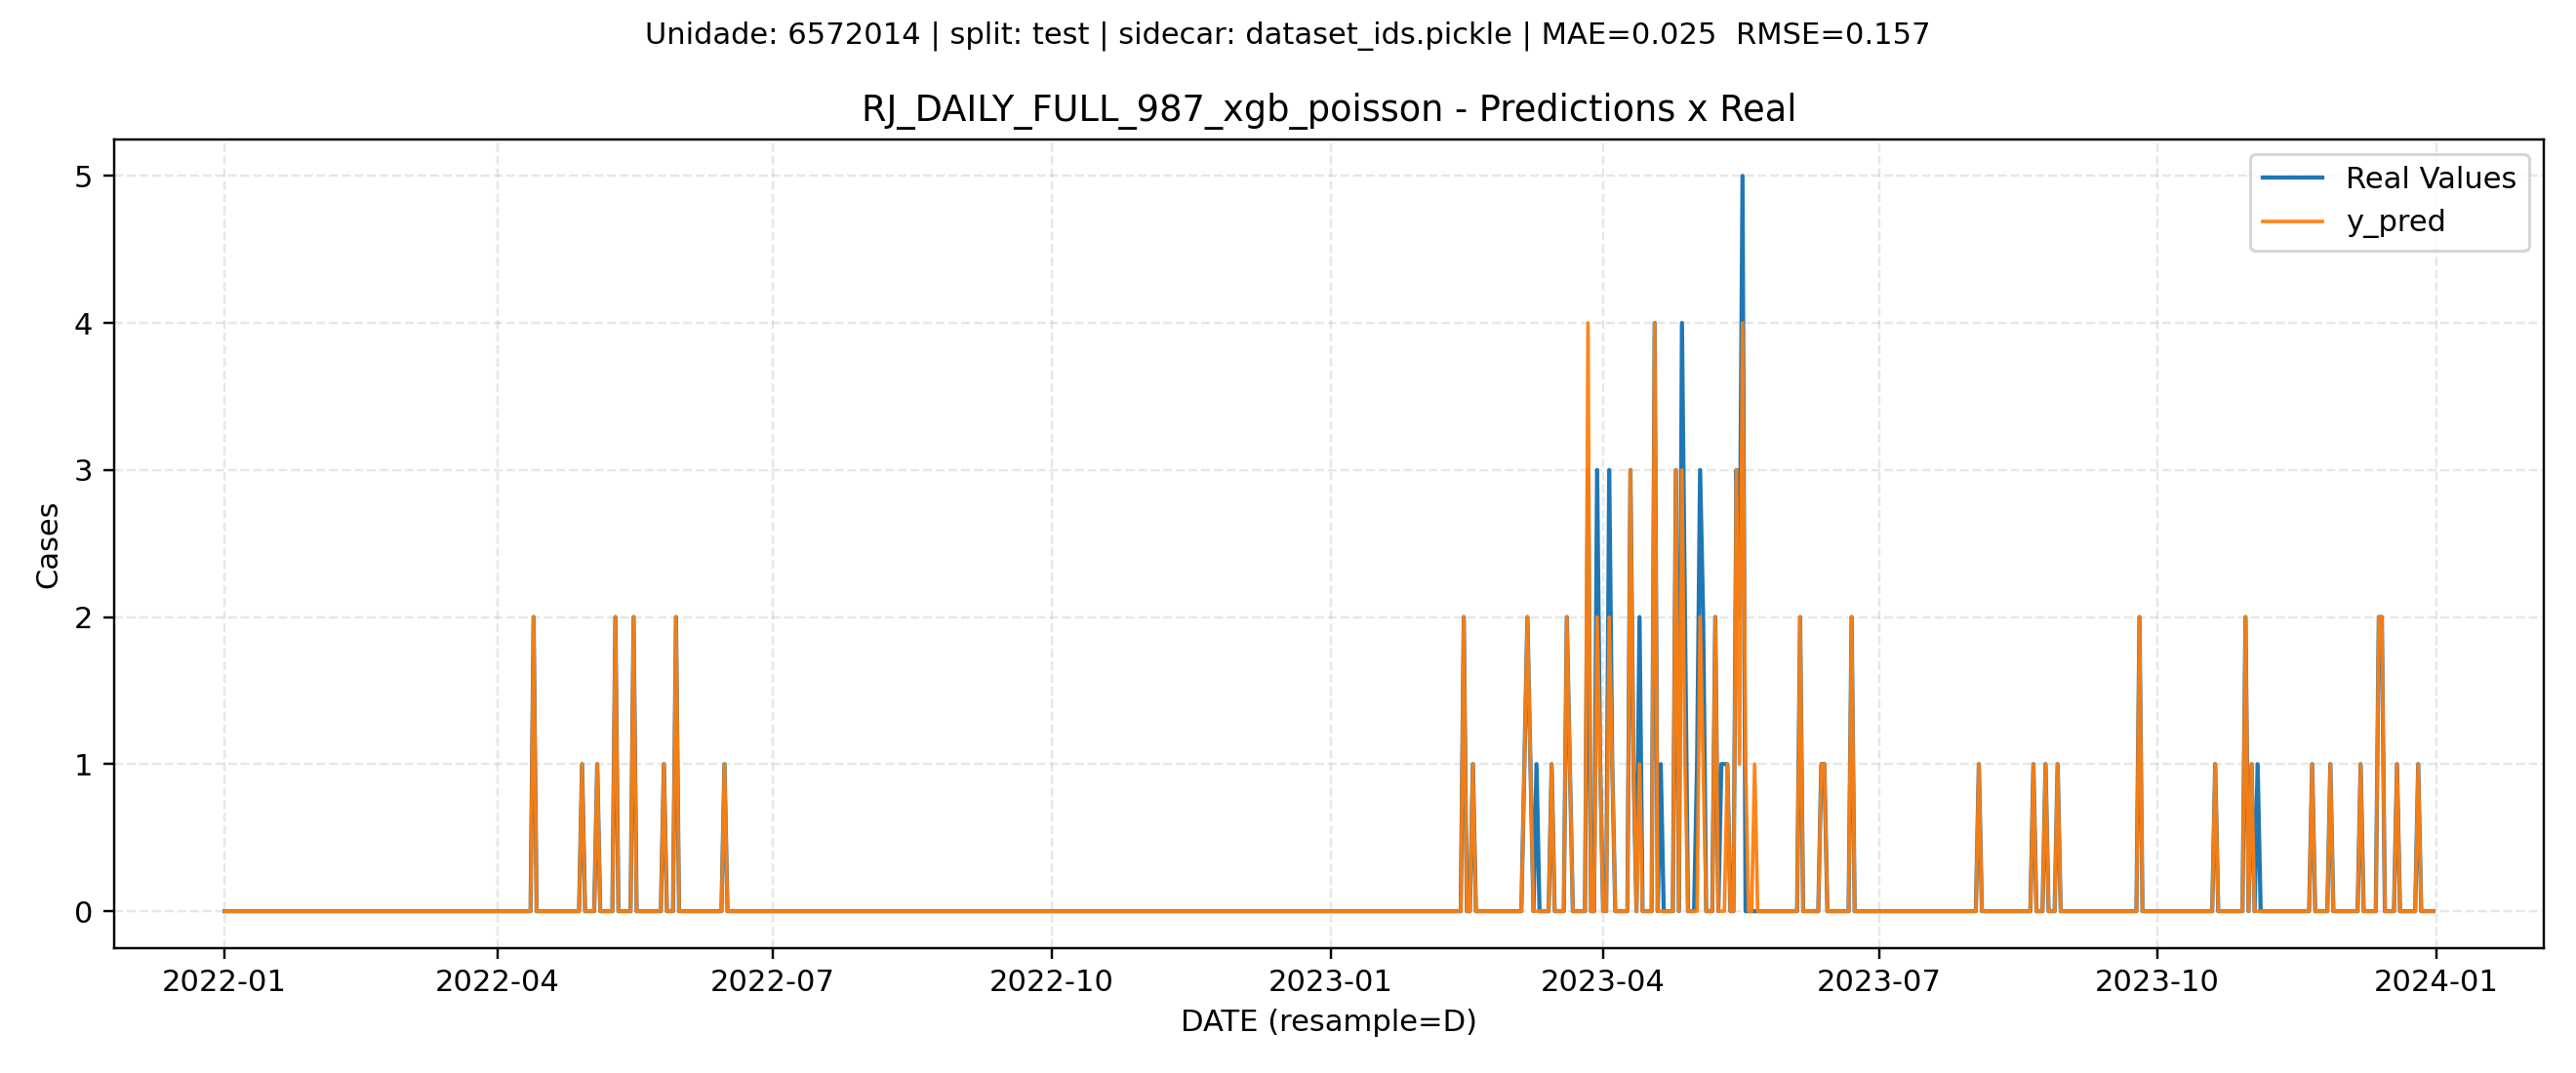 Unidade: 6572014 | split: test | sidecar: dataset_ids.pickle | MAE=0.025  RMSE=0.157
RJ_DAILY_FULL_987_xgb_poisson - Predictions x Real
Real Values
y_pred
Cases
5
4
3
2
1
0
2022-01 2022-04 2022-07 2022-10 2023-01 2023-04 2023-07 2023-10 2024-01
DATE (resample=D)